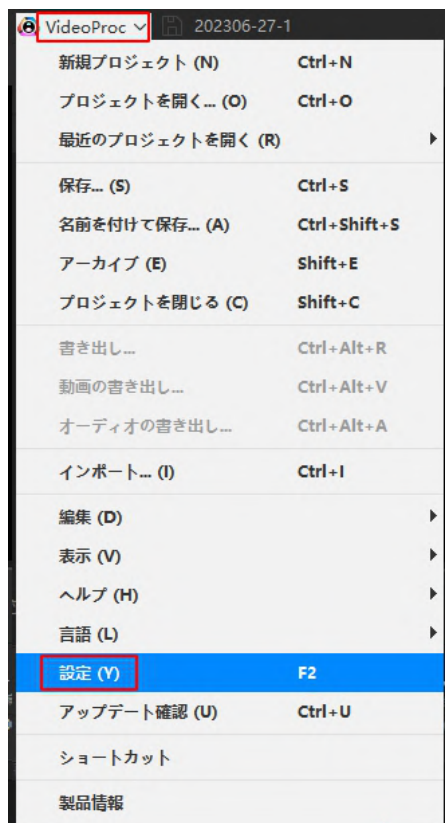 VideoProc 202306-27-1
新規プロジェクト (N) Ctrl+N
プロジェクトを開く... (O) Ctrl+O
最近のプロジェクトを開く (R)
保存... (S) Ctrl+S
名前を付けて保存... (A) Ctrl+Shift+S
アーカイブ (E) Shift+E
プロジェクトを閉じる (C) Shift+C
書き出し... Ctrl+Alt+R
動画の書き出し... Ctrl+Alt+V
オーディオの書き出し... Ctrl+Alt+A
インポート... (I) Ctrl+I
編集 (D)
表示 (V)
ヘルプ (H)
言語 (L)
設定 (Y) F2
アップデート確認 (U) Ctrl+U
ショートカット
製品情報